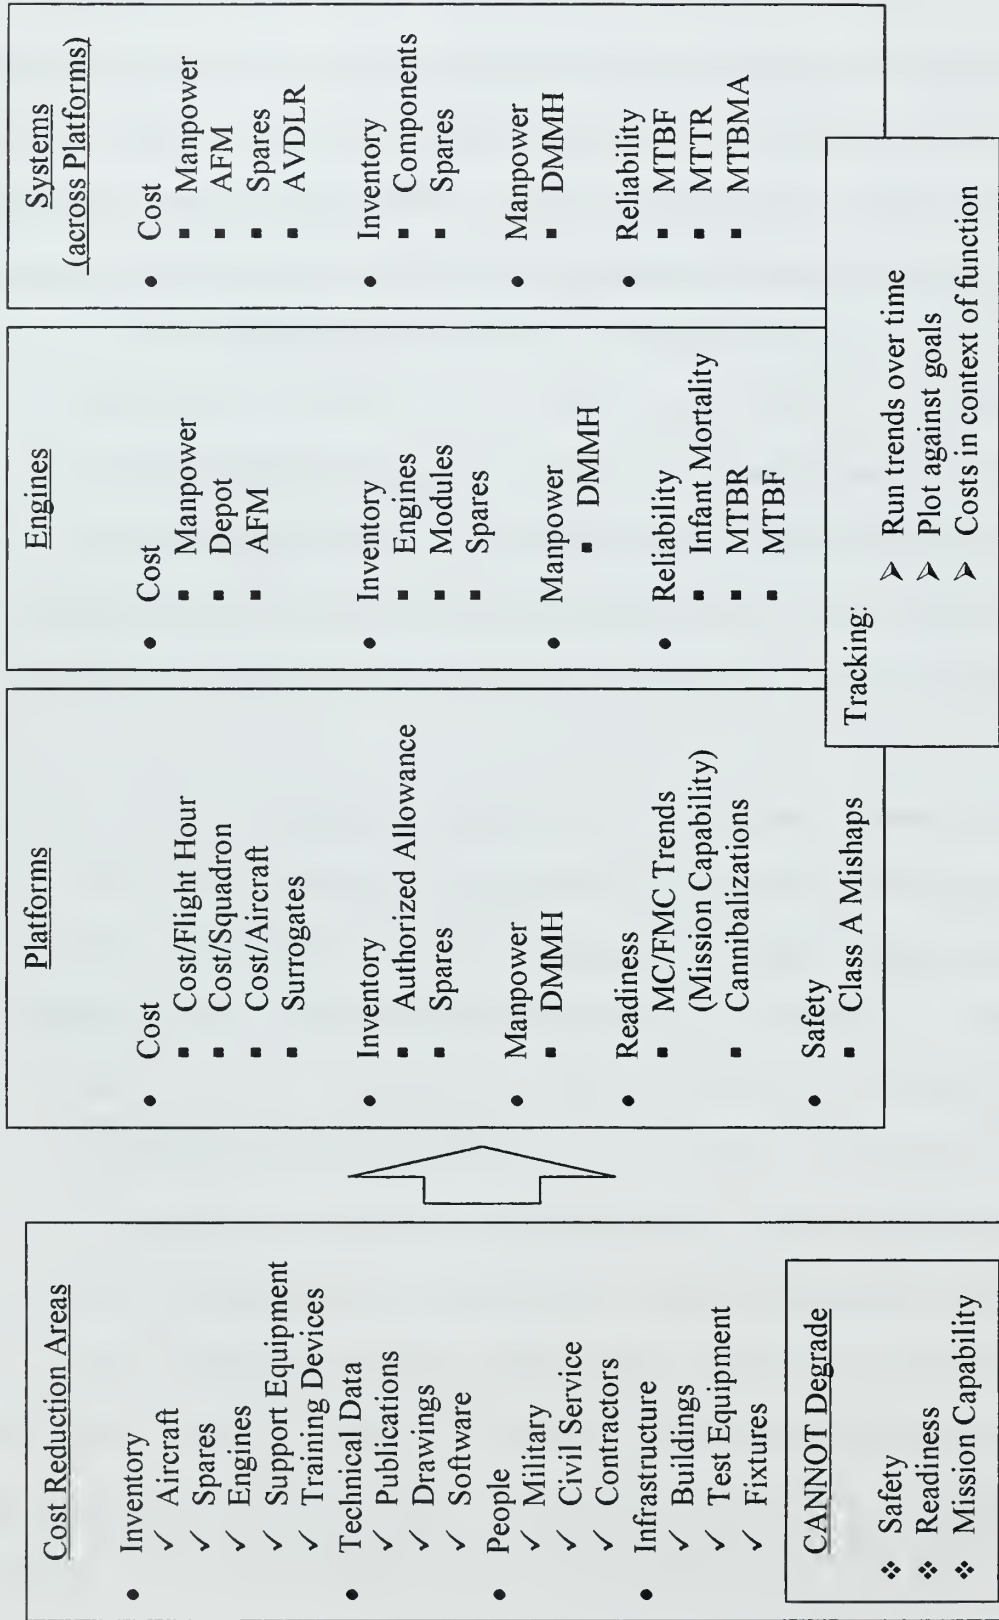 Cost Reduction Areas
• Inventory
✓ Aircraft
✓ Spares
✓ Engines
✓ Support Equipment
✓ Training Devices
• Technical Data
✓ Publications
✓ Drawings
✓ Software
• People
✓ Military
✓ Civil Service
✓ Contractors
• Infrastructure
✓ Buildings
✓ Test Equipment
✓ Fixtures
CANNOT Degrade
❖ Safety
❖ Readiness
❖ Mission Capability
Platforms
• Cost
▪ Cost/Flight Hour
▪ Cost/Squadron
▪ Cost/Aircraft
▪ Surrogates
• Inventory
▪ Authorized Allowance
▪ Spares
• Manpower
▪ DMMH
• Readiness
▪ MC/FMC Trends
(Mission Capability)
▪ Cannibalizations
• Safety
▪ Class A Mishaps
Engines
• Cost
▪ Manpower
▪ Depot
▪ AFM
• Inventory
▪ Engines
▪ Modules
▪ Spares
• Manpower
▪ DMMH
• Reliability
▪ Infant Mortality
▪ MTBR
▪ MTBF
Systems
(across Platforms)
• Cost
▪ Manpower
▪ AFM
▪ Spares
▪ AVDLR
• Inventory
▪ Components
▪ Spares
• Manpower
▪ DMMH
• Reliability
▪ MTBF
▪ MTTR
▪ MTBMA
Tracking:
➢ Run trends over time
➢ Plot against goals
➢ Costs in context of function